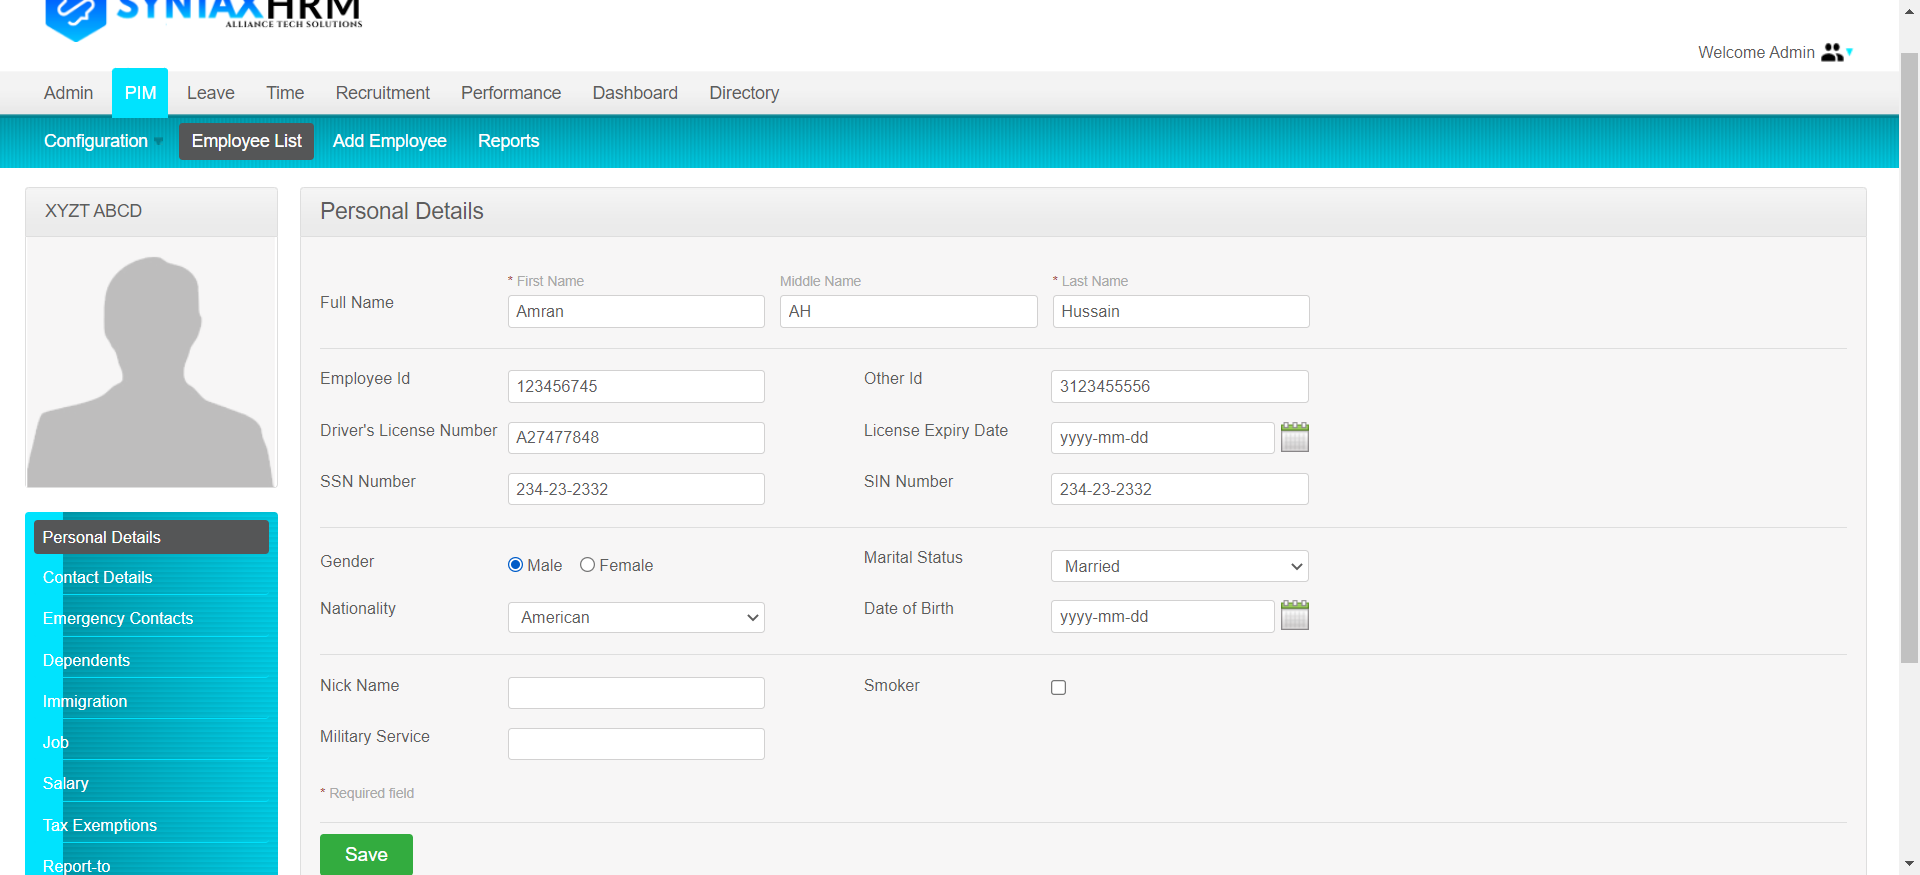 SYNTAXHRM
ALLIANCE TECH SOLUTIONS
Welcome Admin
Admin PIM Leave Time Recruitment Performance Dashboard Directory
Configuration Employee List Add Employee Reports
XYZT ABCD
Personal Details
Contact Details
Emergency Contacts
Dependents
Immigration
Job
Salary
Tax Exemptions
Report-to
Personal Details
* First Name Middle Name * Last Name
Full Name Amran AH Hussain
Employee Id 123456745 Other Id 3123455556
Driver's License Number A27477848 License Expiry Date yyyy-mm-dd
SSN Number 234-23-2332 SIN Number 234-23-2332
Gender Male Female Marital Status Married
Nationality American Date of Birth yyyy-mm-dd
Nick Name Smoker
Military Service
* Required field
Save